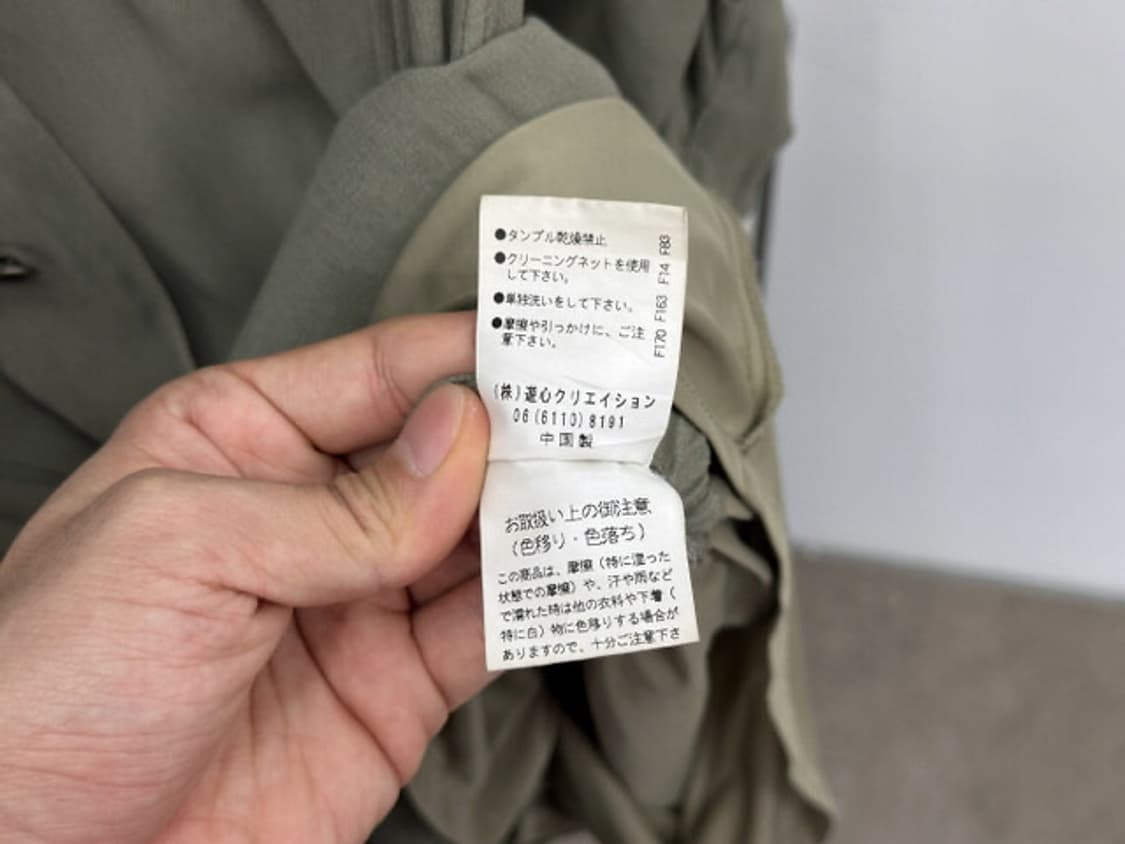 ●タンブル乾燥禁止
●クリーニングネットを使用
して下さい。
●単独洗いをして下さい。
●摩擦や引っかけに、ご注
意下さい。
F170 F163 F14 F83
(株)遊心クリエイション
06(6110)8191
中国製
お取扱い上の御注意
(色移り・色落ち)
この商品は、摩擦(特に湿った
状態での摩擦)や、汗や雨など
で濡れた時は他の衣料や下着(
特に白)物に色移りする場合が
ありますので、十分ご注意下さ